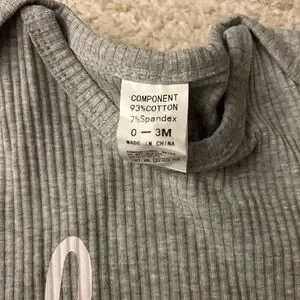 COMPONENT
93%COTTON
7%Spandex
0 — 3M
MADE IN CHINA